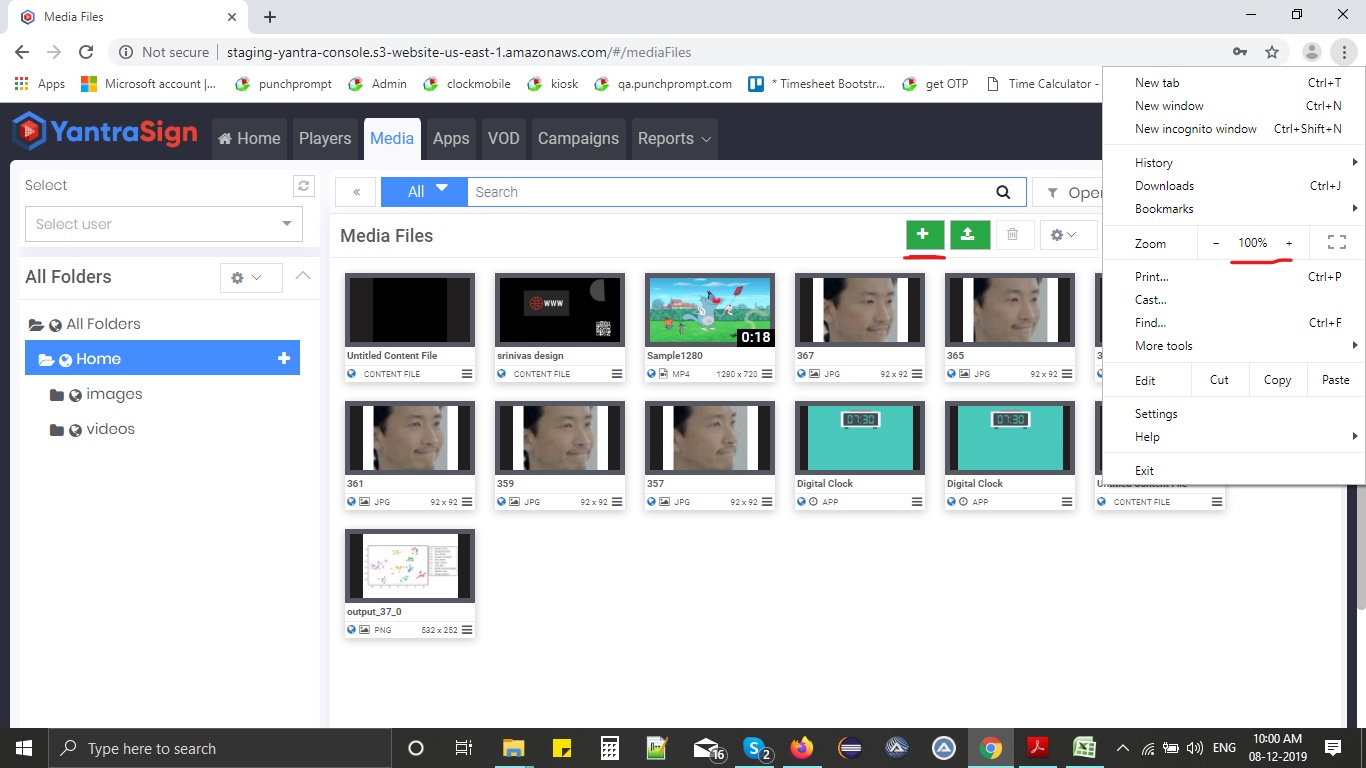 Media Files
Not secure staging-yantra-console.s3-website-us-east-1.amazonaws.com/#/mediaFiles
Apps Microsoft account |... punchprompt Admin clockmobile kiosk qa.punchprompt.com * Timesheet Bootstr... get OTP Time Calculator -
New tab Ctrl+T
New window Ctrl+N
New incognito window Ctrl+Shift+N
History
Downloads Ctrl+J
Bookmarks
Zoom - 100% +
Print... Ctrl+P
Cast...
Find... Ctrl+F
More tools
Edit Cut Copy Paste
Settings
Help
Exit
YantraSign Home Players Media Apps VOD Campaigns Reports
Select
Select user
All Folders
All Folders
Home +
images
videos
« All Search Oper
Media Files
WWW
0:18
Untitled Content File srinivas design Sample1280 367 365
CONTENT FILE CONTENT FILE MP4 1280 x 720 JPG 92 x 92 JPG 92 x 92
07:30 07:30
361 359 357 Digital Clock Digital Clock Untitled Content File
JPG 92 x 92 JPG 92 x 92 JPG 92 x 92 APP APP CONTENT FILE
output_37_0
PNG 532 x 252
Type here to search 16 2 ENG 10:00 AM
08-12-2019